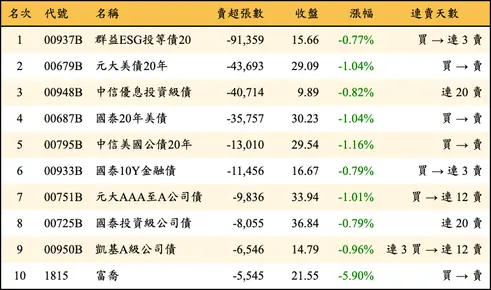 名次 代號 名稱 賣超張數 收盤 漲幅 連賣天數
1 00937B 群益ESG投等債20 -91,359 15.66 -0.77% 買 → 連 3 賣
2 00679B 元大美債20年 -43,693 29.09 -1.04% 買 → 賣
3 00948B 中信優息投資級債 -40,714 9.89 -0.82% 連 20 賣
4 00687B 國泰20年美債 -35,757 30.23 -1.04% 買 → 賣
5 00795B 中信美國公債20年 -13,010 29.54 -1.16% 買 → 賣
6 00933B 國泰10Y金融債 -11,456 16.67 -0.79% 買 → 連 3 賣
7 00751B 元大AAA至A公司債 -9,836 33.94 -1.01% 買 → 連 12 賣
8 00725B 國泰投資級公司債 -8,055 36.84 -0.79% 連 20 賣
9 00950B 凱基A級公司債 -6,546 14.79 -0.96% 連 3 買 → 連 12 賣
10 1815 富喬 -5,545 21.55 -5.90% 買 → 賣